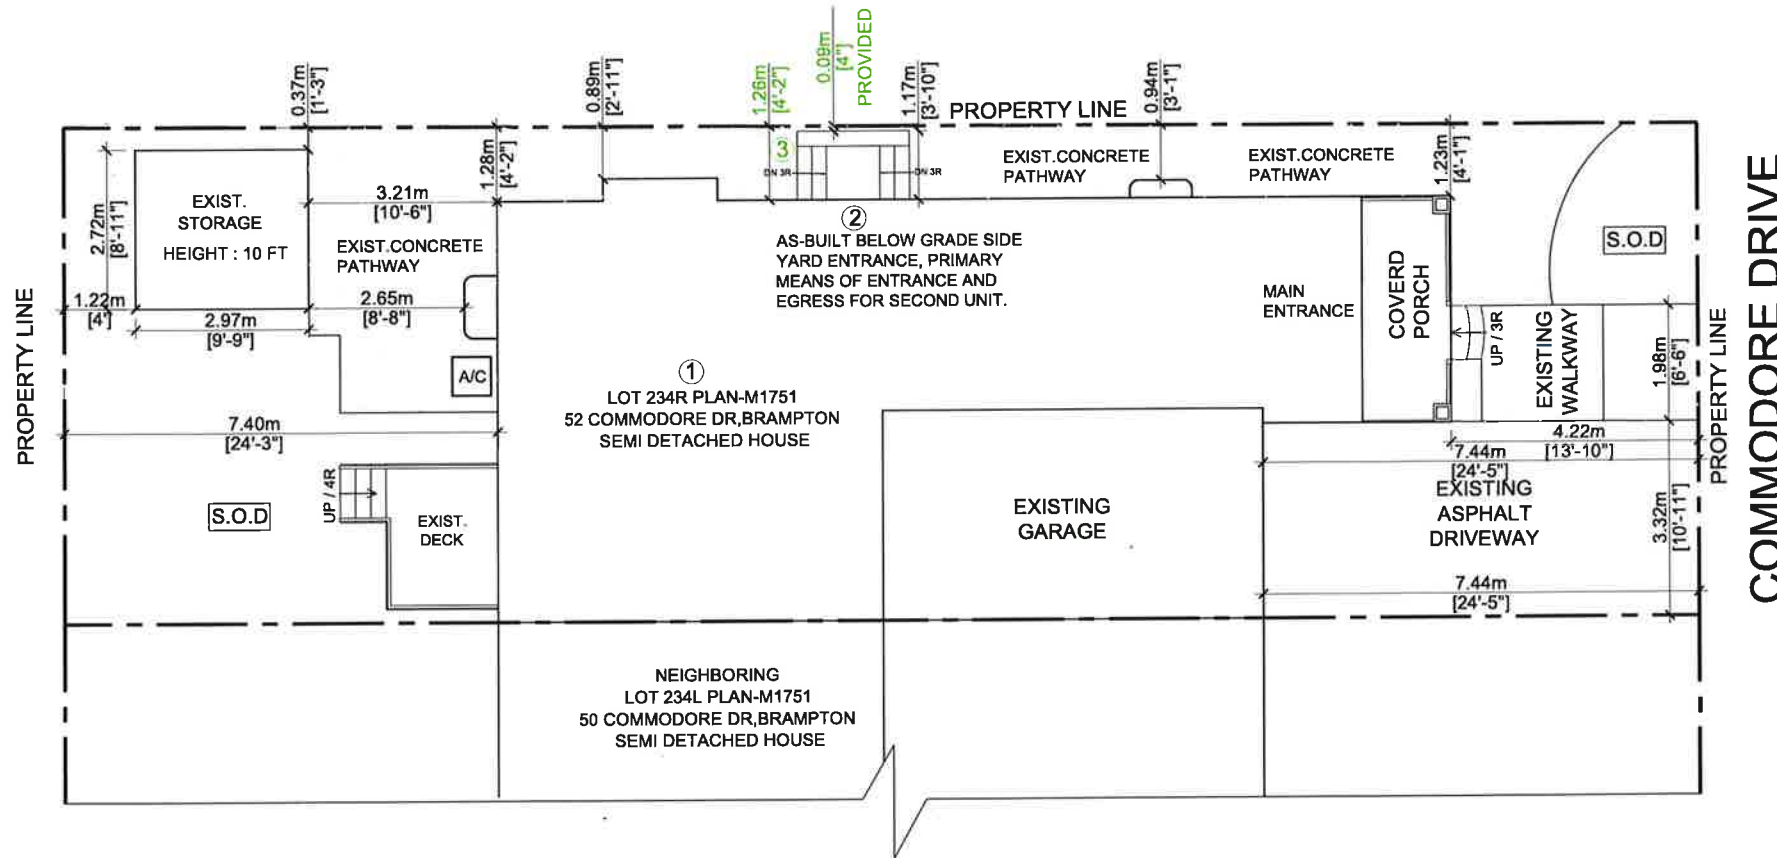 0.37m
[1'-3"]
0.89m
[2'-11"]
1.26m
[4'-2"]
0.09m
[4"]
PROVIDED
1.17m
[3'-10"]
PROPERTY LINE
0.94m
[3'-1"]
1.28m
[4'-2"]
3
DN 3R
DN 3R
EXIST.CONCRETE
PATHWAY
EXIST.CONCRETE
PATHWAY
1.23m
[4'-1"]
2.72m
[8'-11"]
EXIST.
STORAGE
HEIGHT : 10 FT
3.21m
[10'-6"]
EXIST.CONCRETE
PATHWAY
2
AS-BUILT BELOW GRADE SIDE
YARD ENTRANCE, PRIMARY
MEANS OF ENTRANCE AND
EGRESS FOR SECOND UNIT.
S.O.D
COVERD
PORCH
MAIN
ENTRANCE
1.22m
[4']
2.97m
[9'-9"]
2.65m
[8'-8"]
A/C
UP / 3R
EXISTING
WALKWAY
1.98m
[6'-6"]
PROPERTY LINE
PROPERTY LINE
COMMODORE DRIVE
1
LOT 234R PLAN-M1751
52 COMMODORE DR,BRAMPTON
SEMI DETACHED HOUSE
7.40m
[24'-3"]
4.22m
[13'-10"]
7.44m
[24'-5"]
UP / 4R
S.O.D
EXIST.
DECK
EXISTING
GARAGE
EXISTING
ASPHALT
DRIVEWAY
3.32m
[10'-11"]
7.44m
[24'-5"]
NEIGHBORING
LOT 234L PLAN-M1751
50 COMMODORE DR,BRAMPTON
SEMI DETACHED HOUSE